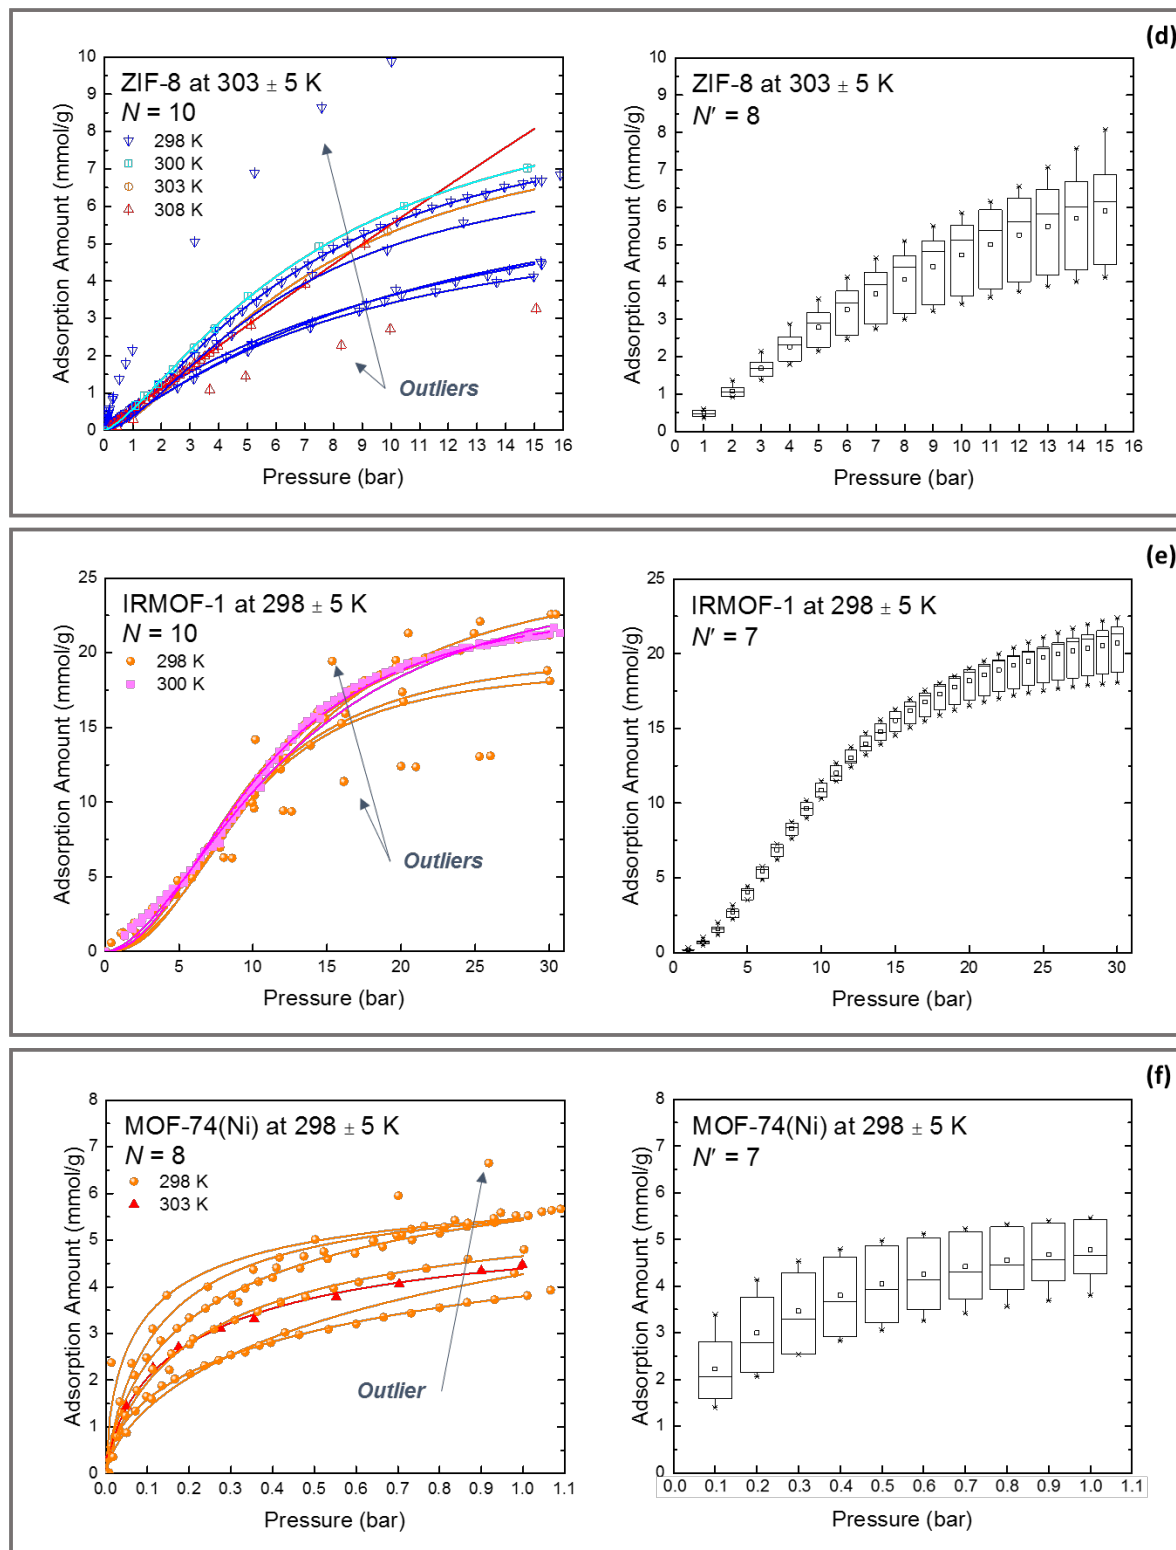 (d)
ZIF-8 at 303 ± 5 K
N = 10
298 K
300 K
303 K
308 K
Outliers
Adsorption Amount (mmol/g)
0 1 2 3 4 5 6 7 8 9 10
0 1 2 3 4 5 6 7 8 9 10 11 12 13 14 15 16
Pressure (bar)
ZIF-8 at 303 ± 5 K
N' = 8
Adsorption Amount (mmol/g)
0 1 2 3 4 5 6 7 8 9 10
0 1 2 3 4 5 6 7 8 9 10 11 12 13 14 15 16
Pressure (bar)
(e)
IRMOF-1 at 298 ± 5 K
N = 10
298 K
300 K
Outliers
Adsorption Amount (mmol/g)
0 5 10 15 20 25
0 5 10 15 20 25 30
Pressure (bar)
IRMOF-1 at 298 ± 5 K
N' = 7
Adsorption Amount (mmol/g)
0 5 10 15 20 25
0 5 10 15 20 25 30
Pressure (bar)
(f)
MOF-74(Ni) at 298 ± 5 K
N = 8
298 K
303 K
Outlier
Adsorption Amount (mmol/g)
0 1 2 3 4 5 6 7 8
0.0 0.1 0.2 0.3 0.4 0.5 0.6 0.7 0.8 0.9 1.0 1.1
Pressure (bar)
MOF-74(Ni) at 298 ± 5 K
N' = 7
Adsorption Amount (mmol/g)
0 1 2 3 4 5 6 7 8
0.0 0.1 0.2 0.3 0.4 0.5 0.6 0.7 0.8 0.9 1.0 1.1
Pressure (bar)